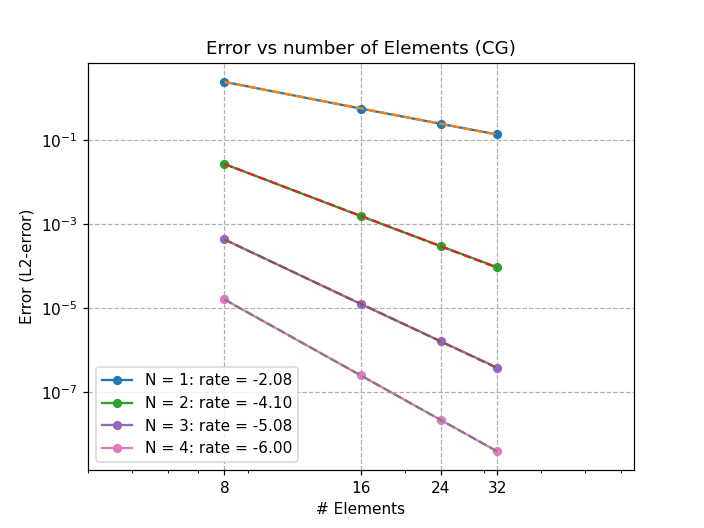 Error vs number of Elements (CG)
Error (L2-error)
10⁻¹
10⁻³
10⁻⁵
10⁻⁷
N = 1: rate = -2.08
N = 2: rate = -4.10
N = 3: rate = -5.08
N = 4: rate = -6.00
8 16 24 32
# Elements